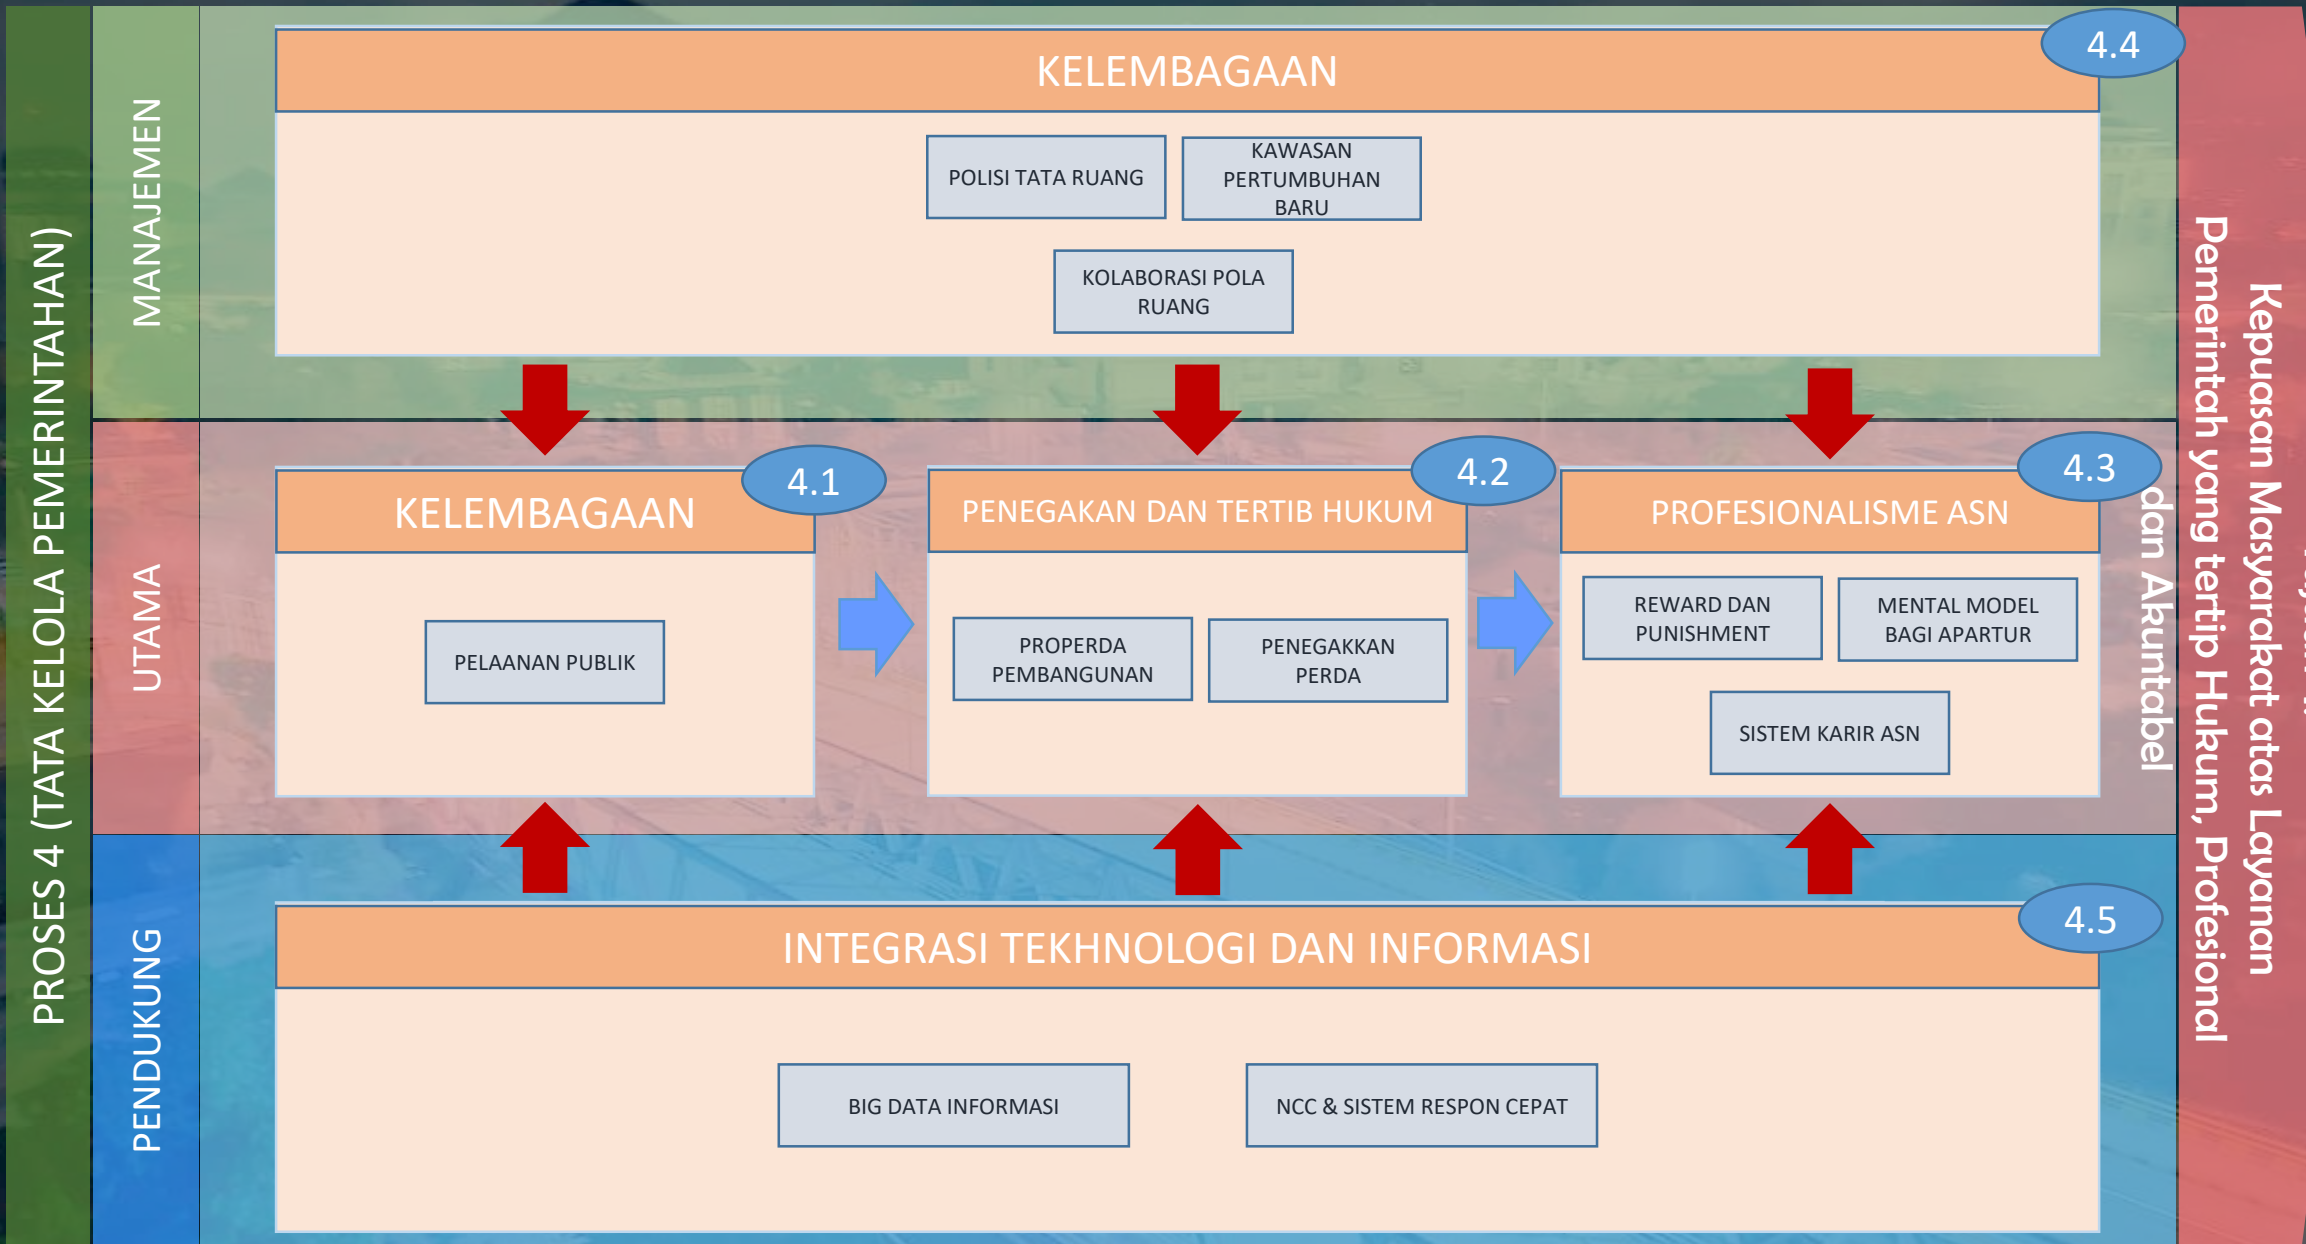 PROSES 4 (TATA KELOLA PEMERINTAHAN)
MANAJEMEN
KELEMBAGAAN
4.4
POLISI TATA RUANG
KAWASAN
PERTUMBUHAN
BARU
KOLABORASI POLA
RUANG
UTAMA
KELEMBAGAAN
4.1
PELAANAN PUBLIK
PENEGAKAN DAN TERTIB HUKUM
4.2
PROPERDA
PEMBANGUNAN
PENEGAKKAN
PERDA
PROFESIONALISME ASN
4.3
REWARD DAN
PUNISHMENT
MENTAL MODEL
BAGI APARTUR
SISTEM KARIR ASN
PENDUKUNG
INTEGRASI TEKHNOLOGI DAN INFORMASI
4.5
BIG DATA INFORMASI
NCC & SISTEM RESPON CEPAT
Kepuasan Masyarakat atas Layanan
Pemerintah yang tertip Hukum, Profesional
dan Akuntabel